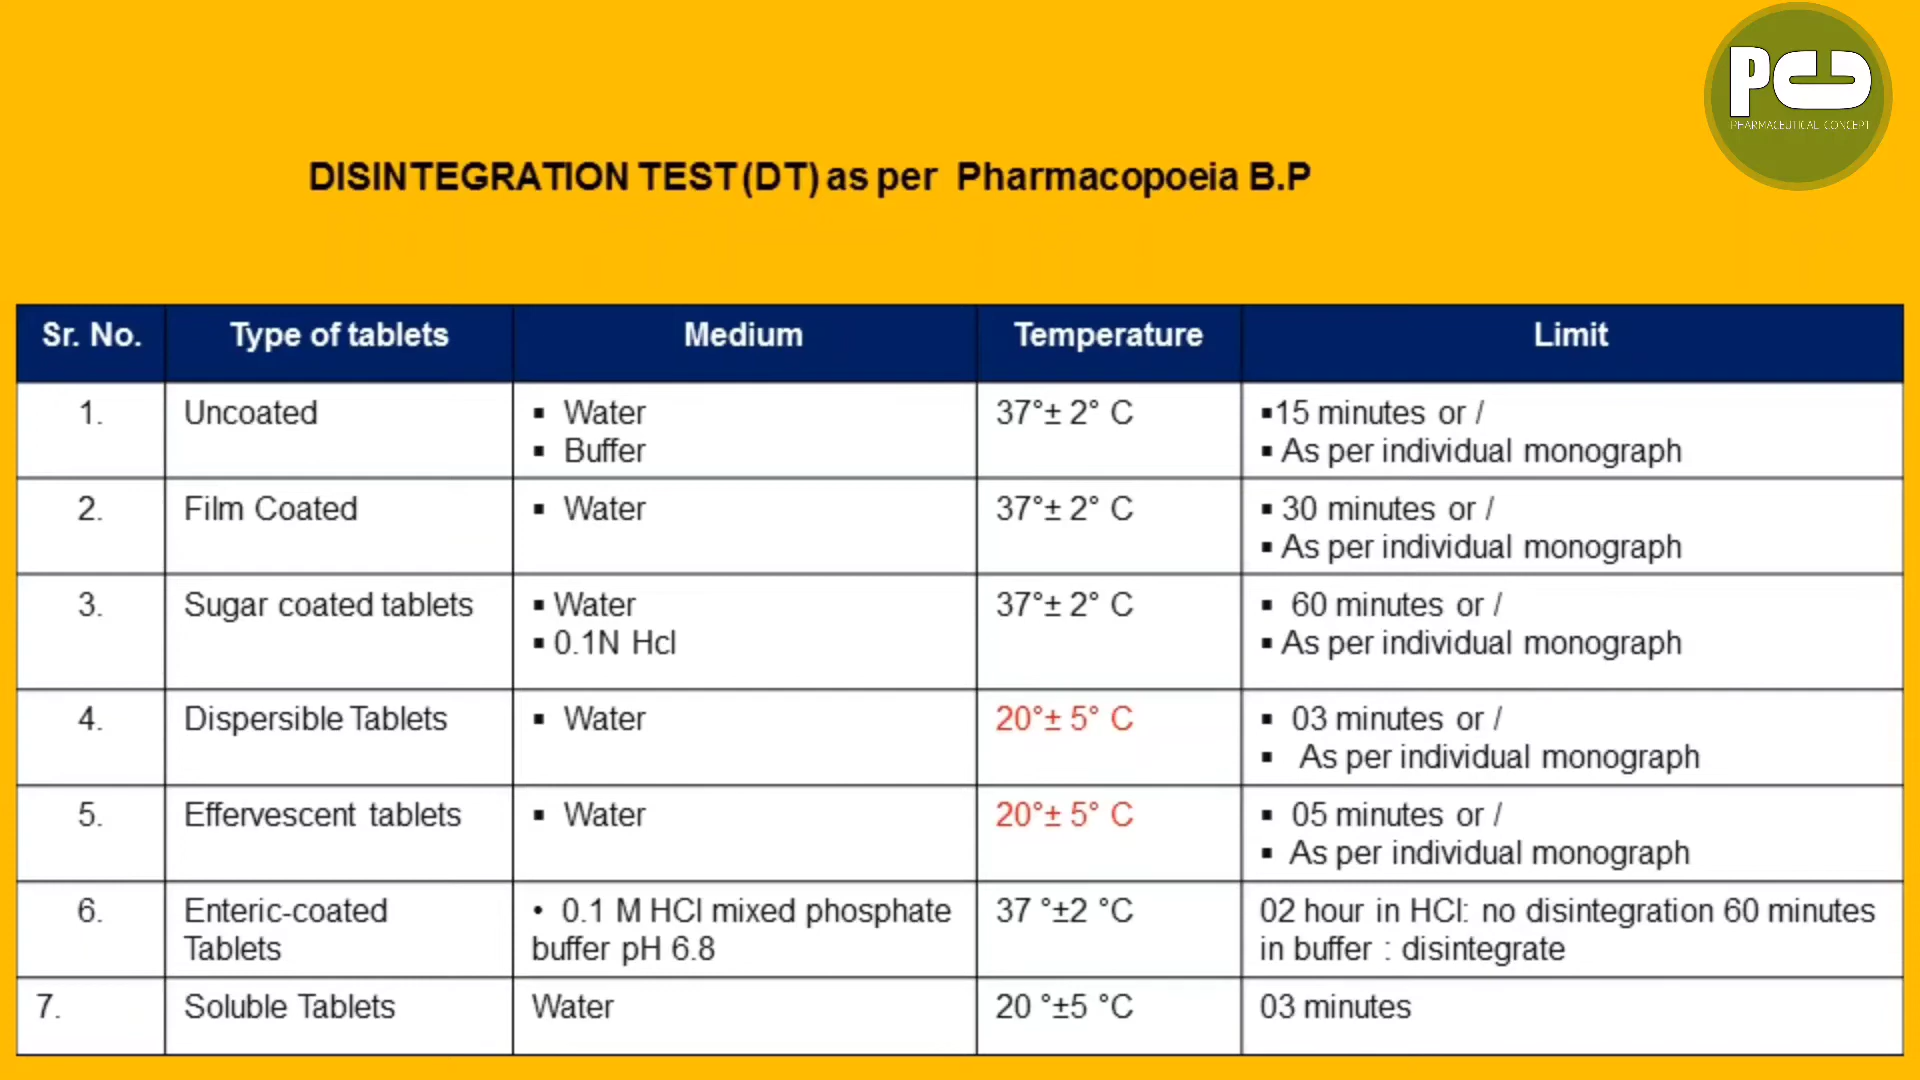 PCD
PHARMACEUTICAL CONCEPT
DISINTEGRATION TEST(DT) as per Pharmacopoeia B.P
Sr. No. Type of tablets Medium Temperature Limit
1. Uncoated ▪ Water 37°± 2° C ▪15 minutes or /
▪ Buffer ▪ As per individual monograph
2. Film Coated ▪ Water 37°± 2° C ▪ 30 minutes or /
▪ As per individual monograph
3. Sugar coated tablets ▪ Water 37°± 2° C ▪ 60 minutes or /
▪ 0.1N Hcl ▪ As per individual monograph
4. Dispersible Tablets ▪ Water 20°± 5° C ▪ 03 minutes or /
▪ As per individual monograph
5. Effervescent tablets ▪ Water 20°± 5° C ▪ 05 minutes or /
▪ As per individual monograph
6. Enteric-coated • 0.1 M HCl mixed phosphate 37 °±2 °C 02 hour in HCl: no disintegration 60 minutes
Tablets buffer pH 6.8 in buffer : disintegrate
7. Soluble Tablets Water 20 °±5 °C 03 minutes